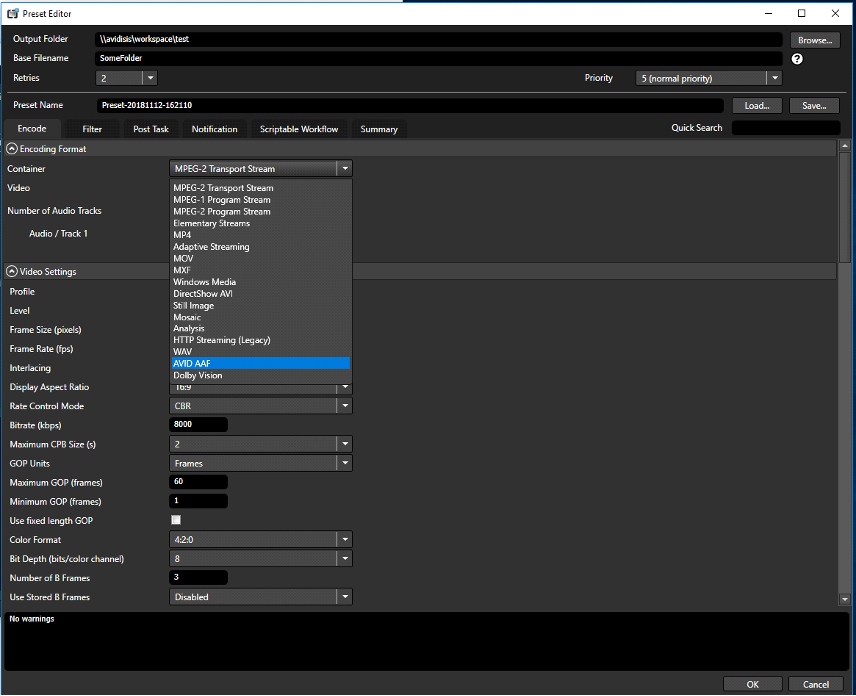 Preset Editor
Output Folder \\avidisis\workspace\test Browse...
Base Filename SomeFolder ?
Retries 2 Priority 5 (normal priority)
Preset Name Preset-20181112-162110 Load... Save...
Encode Filter Post Task Notification Scriptable Workflow Summary Quick Search
Encoding Format
Container MPEG-2 Transport Stream
Video
Number of Audio Tracks
Audio / Track 1
MPEG-2 Transport Stream
MPEG-1 Program Stream
MPEG-2 Program Stream
Elementary Streams
MP4
Adaptive Streaming
MOV
MXF
Windows Media
DirectShow AVI
Still Image
Mosaic
Analysis
HTTP Streaming (Legacy)
WAV
AVID AAF
Dolby Vision
Video Settings
Profile
Level
Frame Size (pixels)
Frame Rate (fps)
Interlacing
Display Aspect Ratio 16:9
Rate Control Mode CBR
Bitrate (kbps) 8000
Maximum CPB Size (s) 2
GOP Units Frames
Maximum GOP (frames) 60
Minimum GOP (frames) 1
Use fixed length GOP
Color Format 4:2:0
Bit Depth (bits/color channel) 8
Number of B Frames 3
Use Stored B Frames Disabled
No warnings
OK Cancel